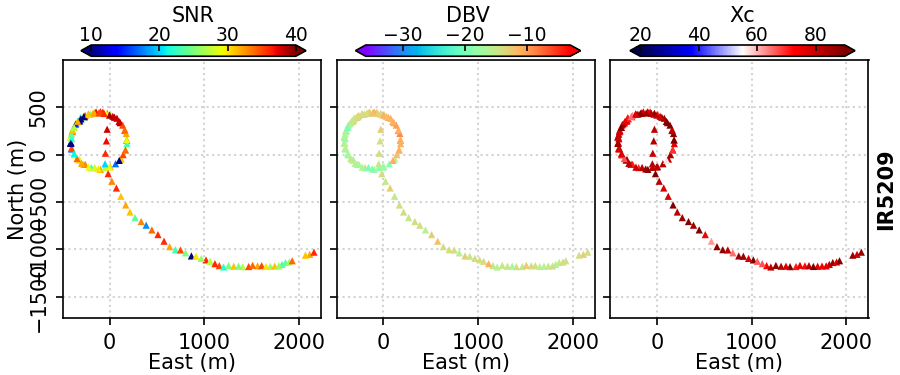 SNR DBV Xc
10 20 30 40 −30 −20 −10 20 40 60 80
North (m)
500
0
−500
−1000
−1500
0 1000 2000 0 1000 2000 0 1000 2000
East (m) East (m) East (m)
IR5209